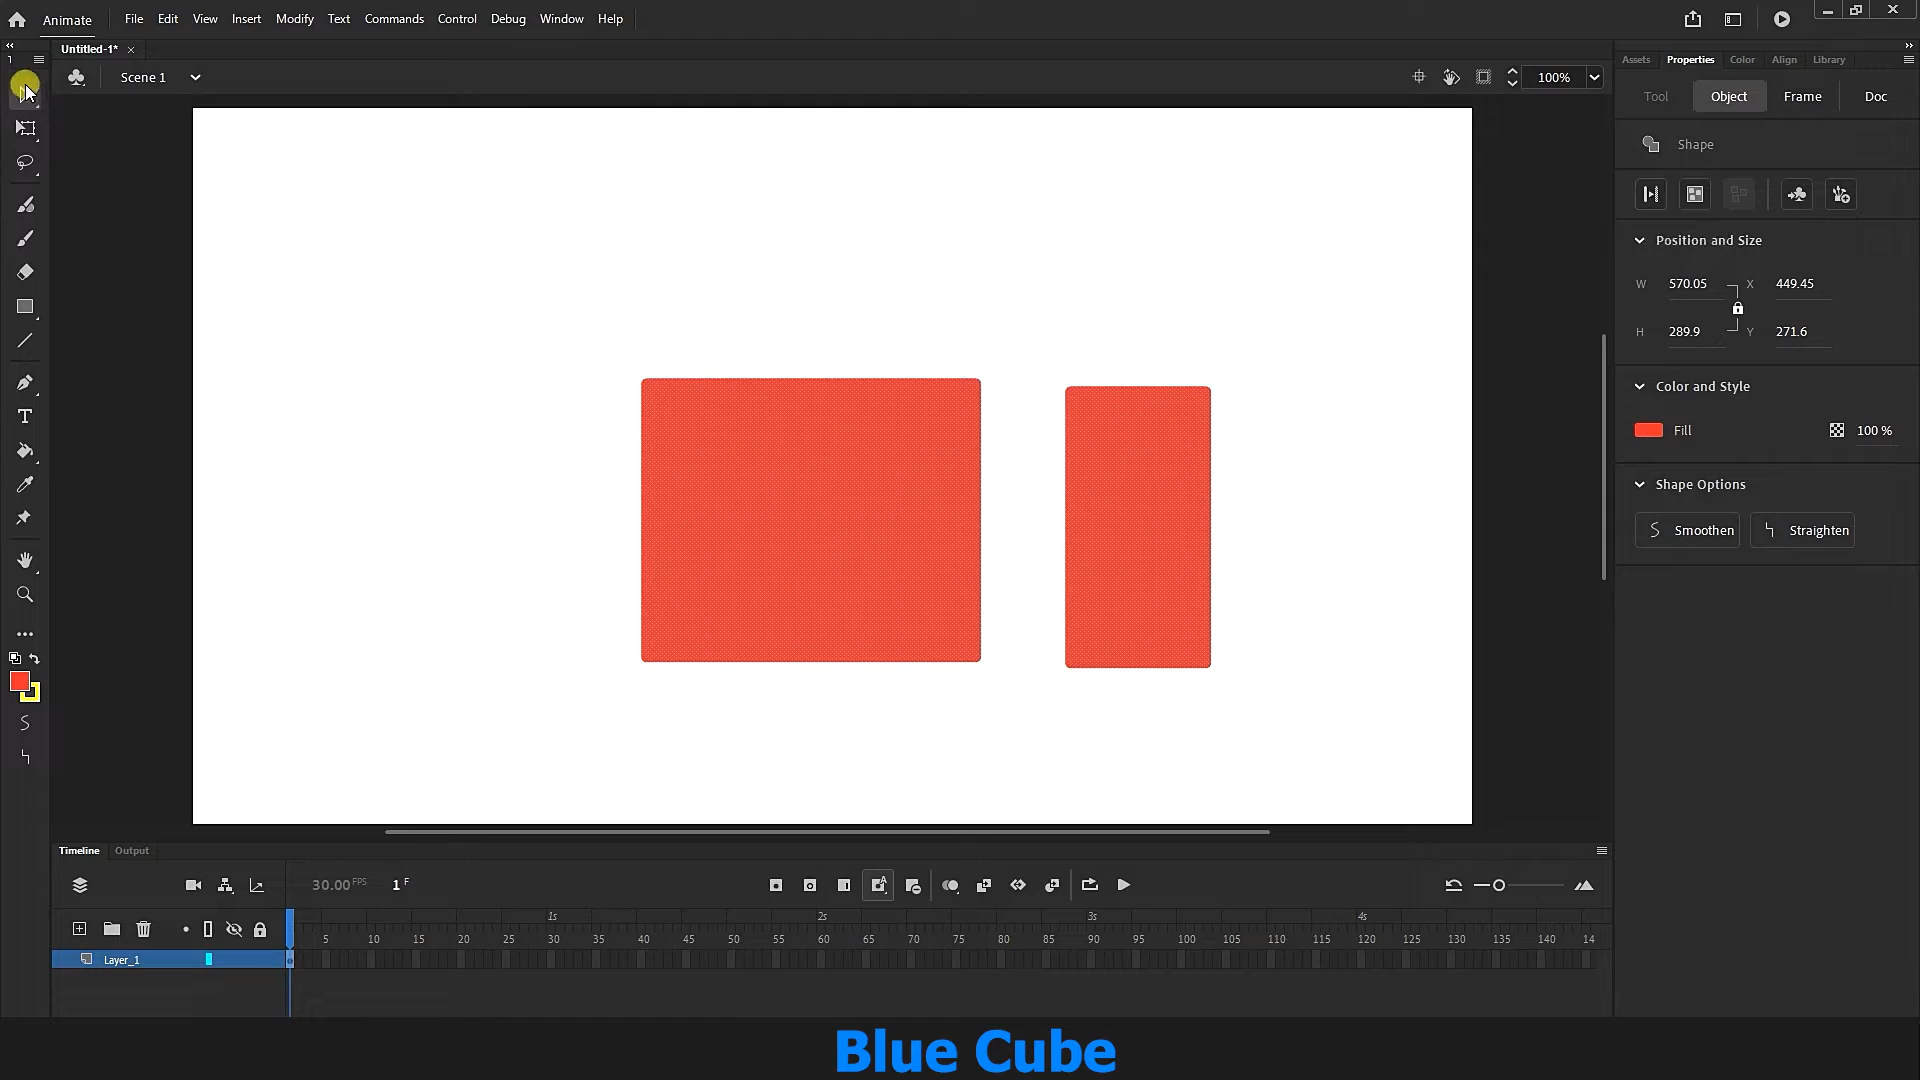 Animate File Edit View Insert Modify Text Commands Control Debug Window Help
Untitled-1*
Scene 1
100%
Assets Properties Color Align Library
Tool Object Frame Doc
Shape
Position and Size
W 570.05 X 449.45
H 289.9 Y 271.6
Color and Style
Fill 100 %
Shape Options
Smoothen Straighten
Timeline Output
30.00 FPS 1 F
1s 2s 3s 4s
5 10 15 20 25 30 35 40 45 50 55 60 65 70 75 80 85 90 95 100 105 110 115 120 125 130 135 140 14
Layer_1
Blue Cube